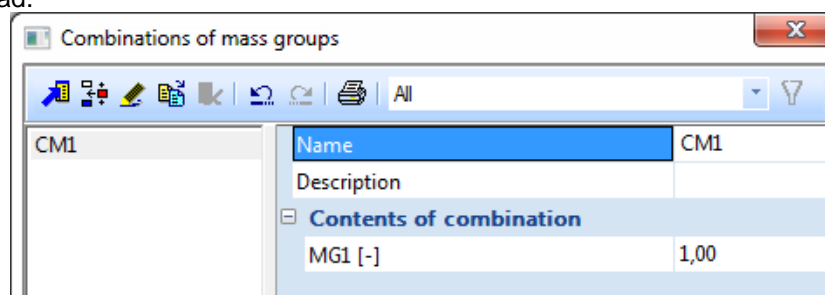 Combinations of mass groups
All
CM1
Name CM1
Description
Contents of combination
MG1 [-] 1,00